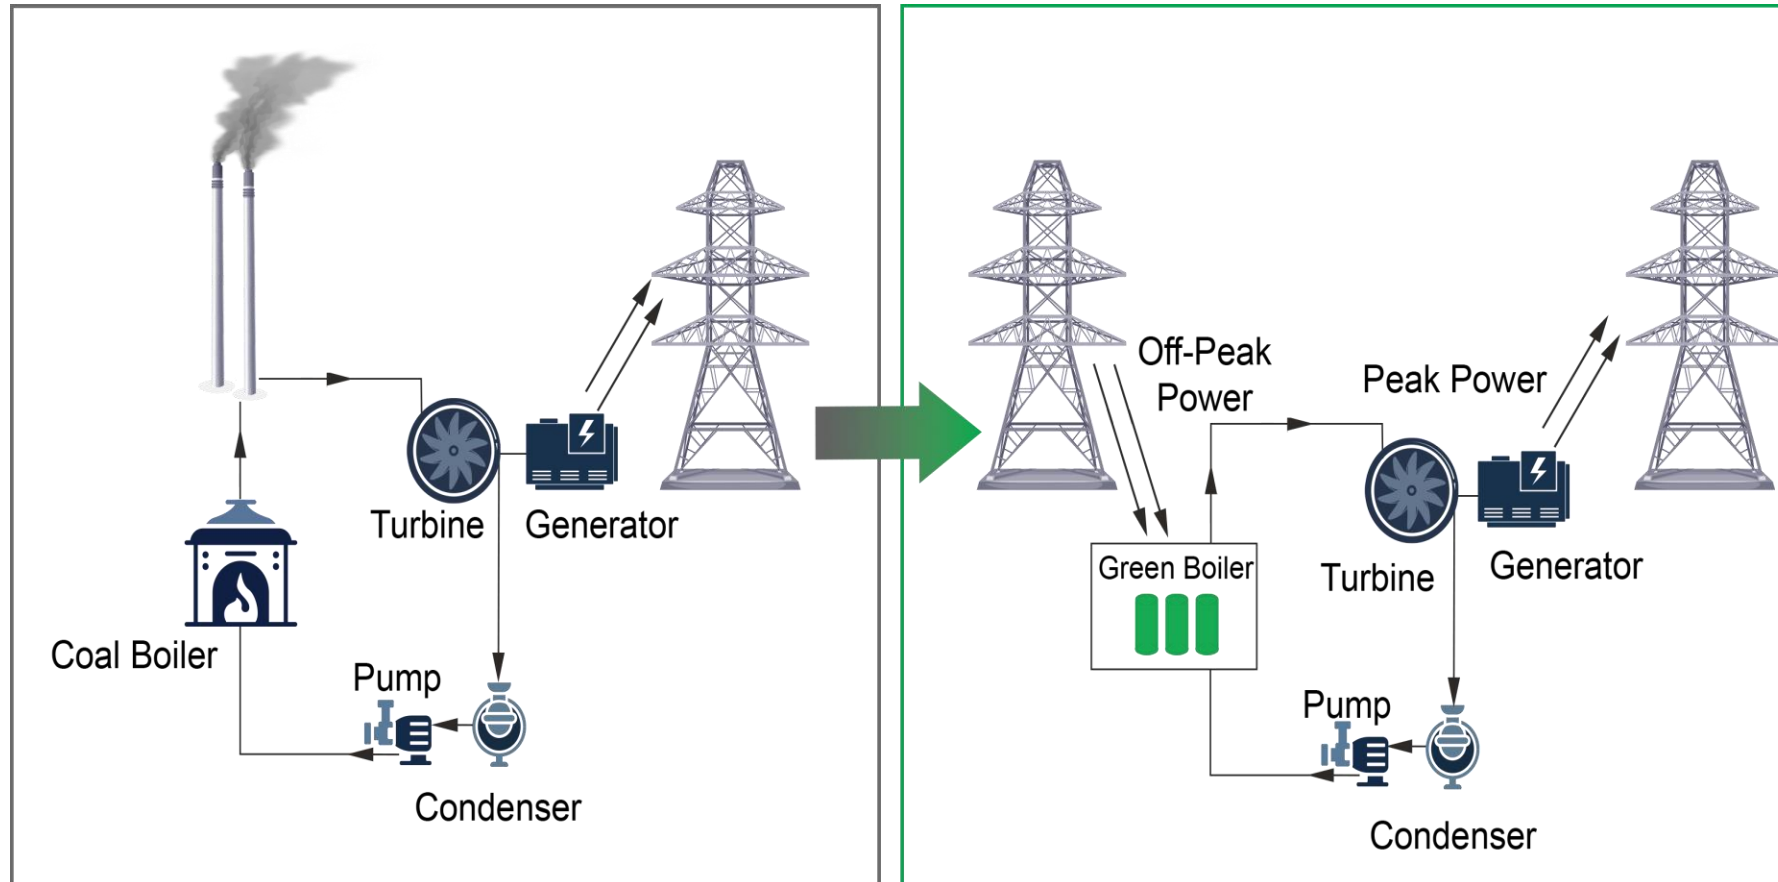 Turbine
Generator
Coal Boiler
Pump
Condenser
Off-Peak
Power
Peak Power
Green Boiler
Turbine
Generator
Pump
Condenser